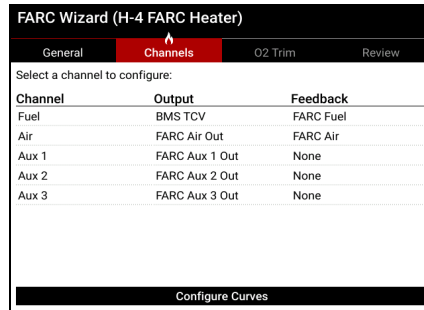 FARC Wizard (H-4 FARC Heater)
General Channels O2 Trim Review
Select a channel to configure:
Channel Output Feedback
Fuel BMS TCV FARC Fuel
Air FARC Air Out FARC Air
Aux 1 FARC Aux 1 Out None
Aux 2 FARC Aux 2 Out None
Aux 3 FARC Aux 3 Out None
Configure Curves